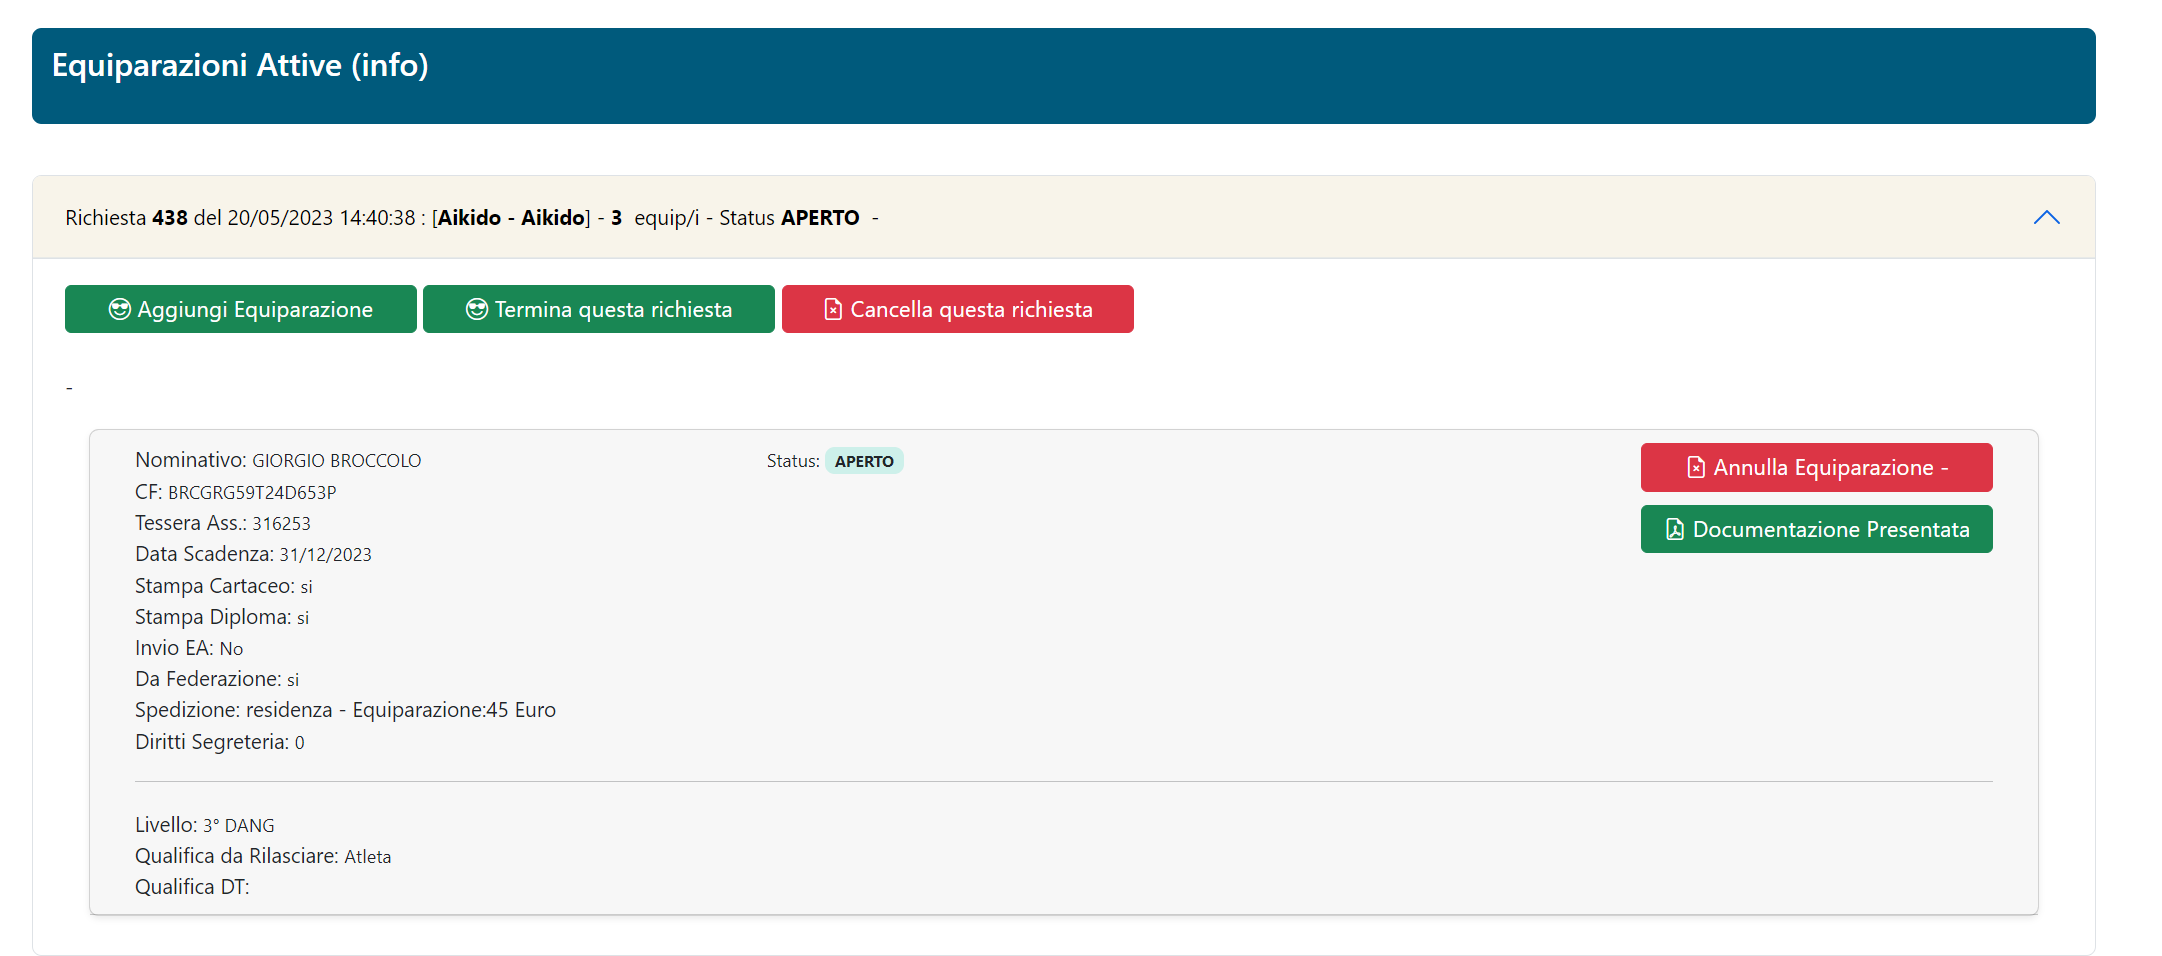 Equiparazioni Attive (info)
Richiesta 438 del 20/05/2023 14:40:38 : [Aikido - Aikido] - 3 equip/i - Status APERTO -
Aggiungi Equiparazione
Termina questa richiesta
Cancella questa richiesta
-
Nominativo: GIORGIO BROCCOLO
Status: APERTO
Annulla Equiparazione -
CF: BRCGRG59T24D653P
Tessera Ass.: 316253
Documentazione Presentata
Data Scadenza: 31/12/2023
Stampa Cartaceo: si
Stampa Diploma: si
Invio EA: No
Da Federazione: si
Spedizione: residenza - Equiparazione:45 Euro
Diritti Segreteria: 0
Livello: 3° DANG
Qualifica da Rilasciare: Atleta
Qualifica DT: